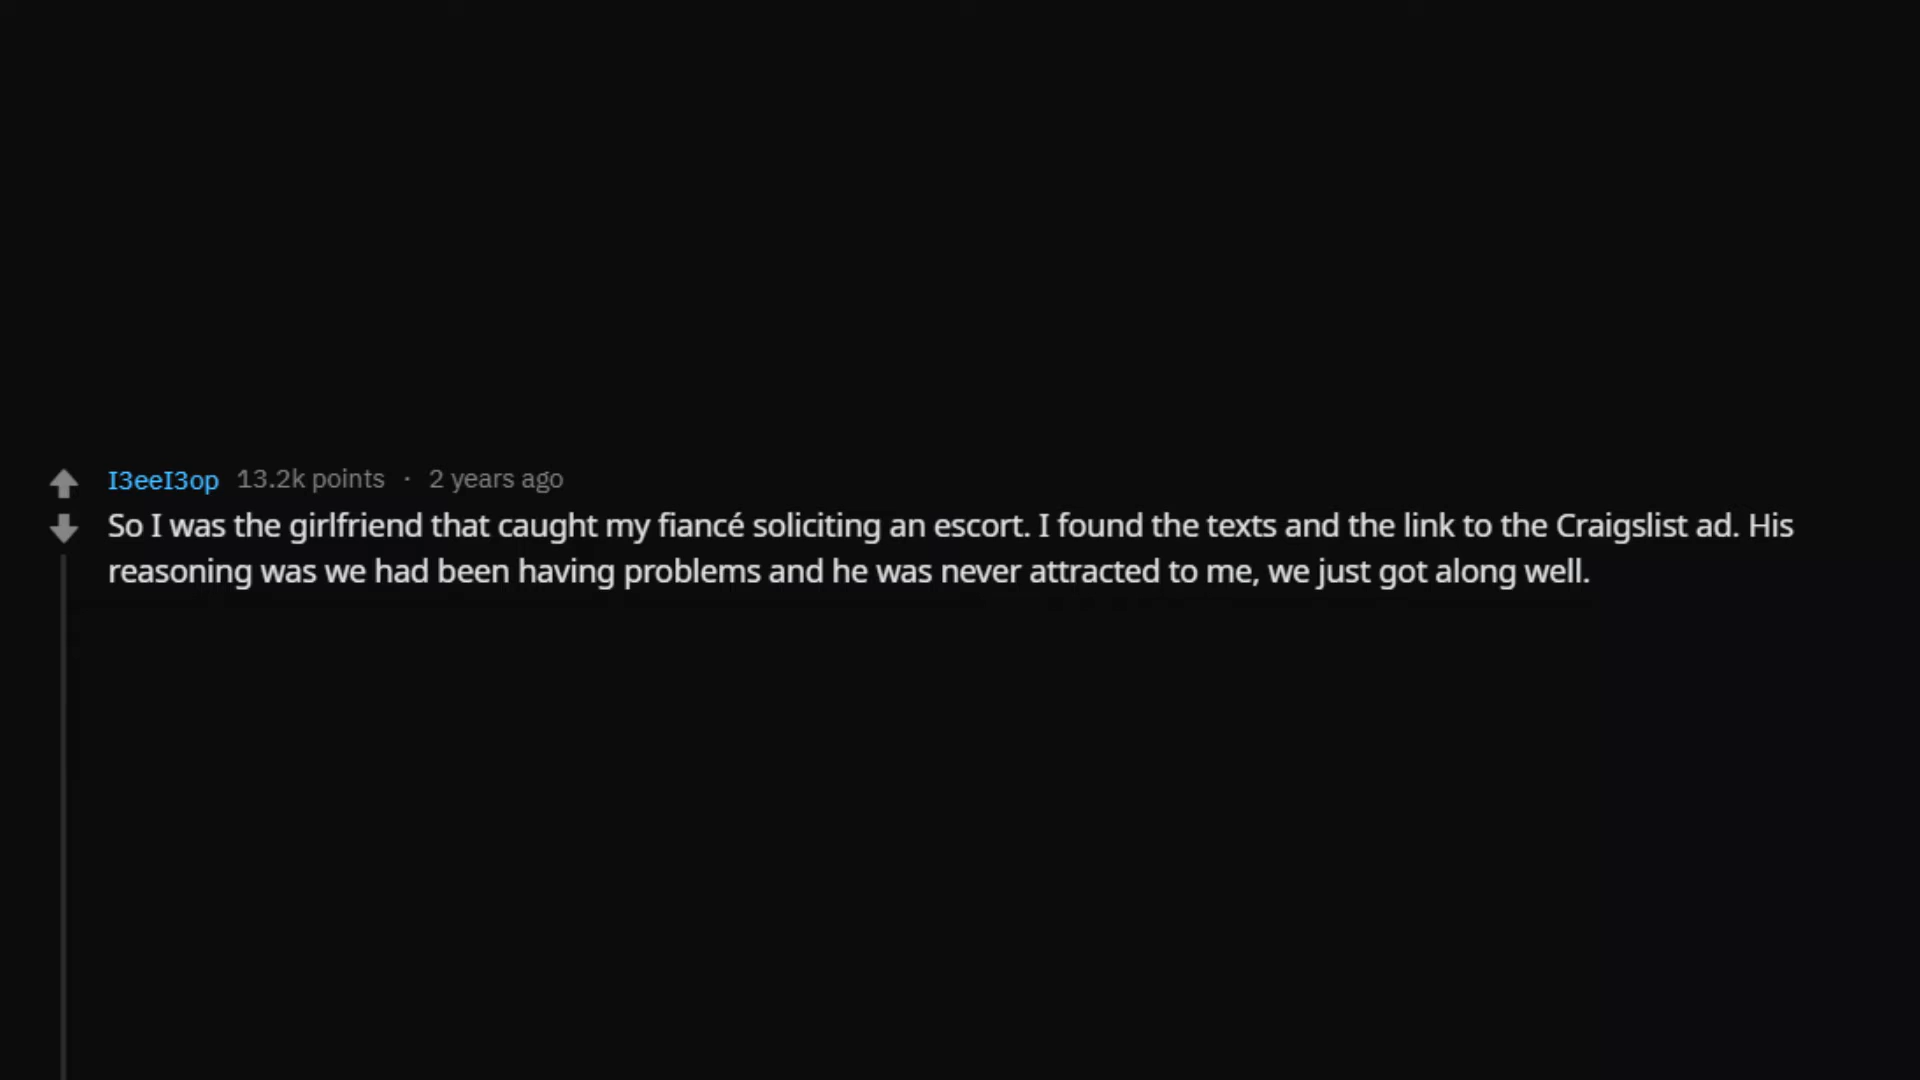 I3eeI3op 13.2k points · 2 years ago
So I was the girlfriend that caught my fiancé soliciting an escort. I found the texts and the link to the Craigslist ad. His
reasoning was we had been having problems and he was never attracted to me, we just got along well.